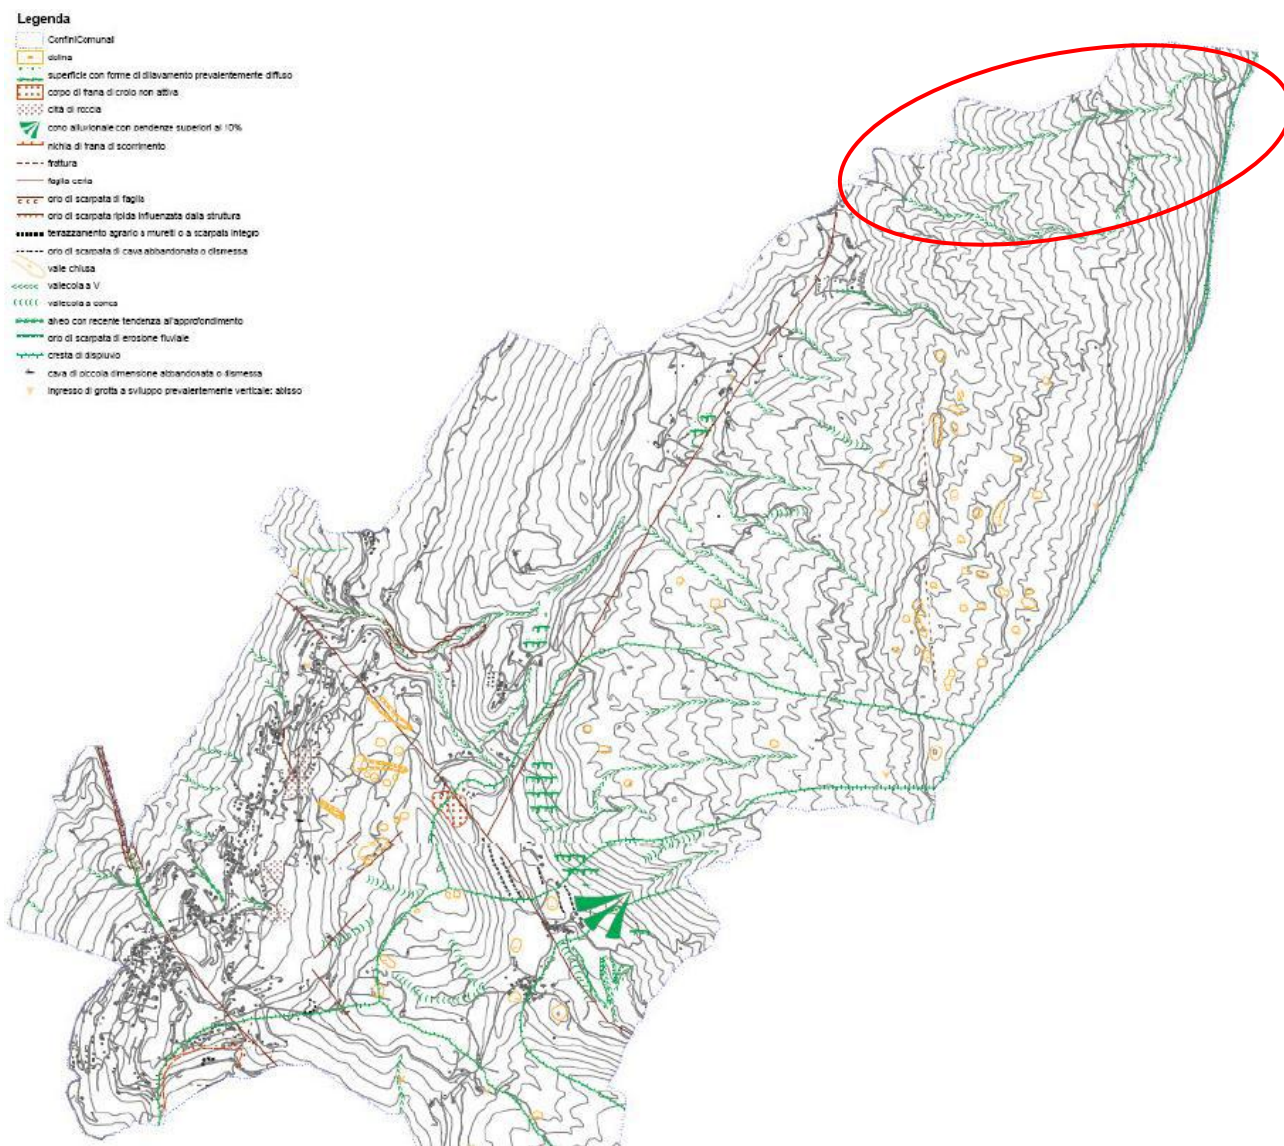 Legenda
ConfiniComunali
dolina
superficie con forme di dilavamento prevalentemente diffuso
corpo di frana di crollo non attiva
città di roccia
cono alluvionale con pendenze superiori al 10%
nichia di frana di scorrimento
frattura
faglia certa
orlo di scarpata di faglia
orlo di scarpata ripida influenzata dalla struttura
terrazzamento agrario a muretti o a scarpata integro
orlo di scarpata di cava abbandonata o dismessa
valle chiusa
vallecola a V
vallecola a conca
alveo con recente tendenza all'approfondimento
orlo di scarpata di erosione fluviale
cresta di displuvio
cava di piccola dimensione abbandonata o dismessa
ingresso di grotta a sviluppo prevalentemente verticale: abisso